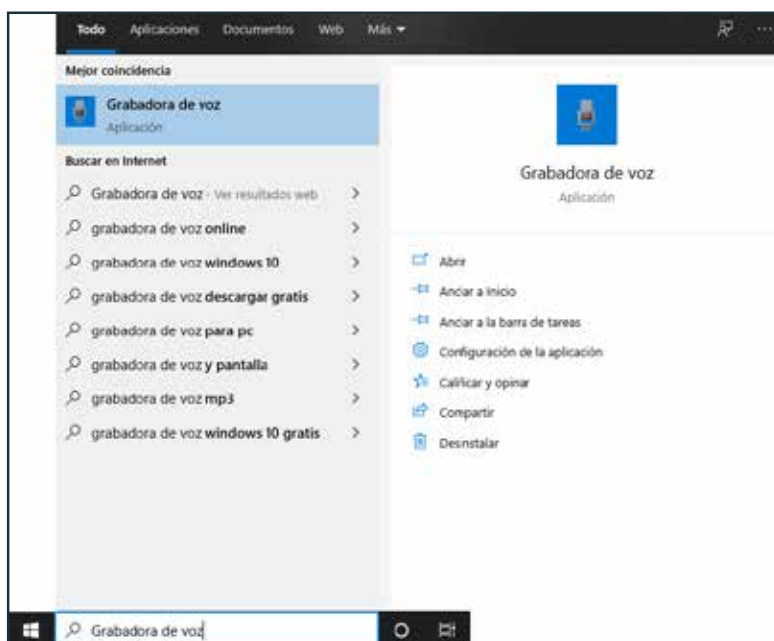 Todo Aplicaciones Documentos Web Más
Mejor coincidencia
Grabadora de voz
Aplicación
Buscar en Internet
Grabadora de voz - Ver resultados web
grabadora de voz online
grabadora de voz windows 10
grabadora de voz descargar gratis
grabadora de voz para pc
grabadora de voz y pantalla
grabadora de voz mp3
grabadora de voz windows 10 gratis
Grabadora de voz
Aplicación
Abrir
Anclar a Inicio
Anclar a la barra de tareas
Configuración de la aplicación
Calificar y opinar
Compartir
Desinstalar
Grabadora de voz